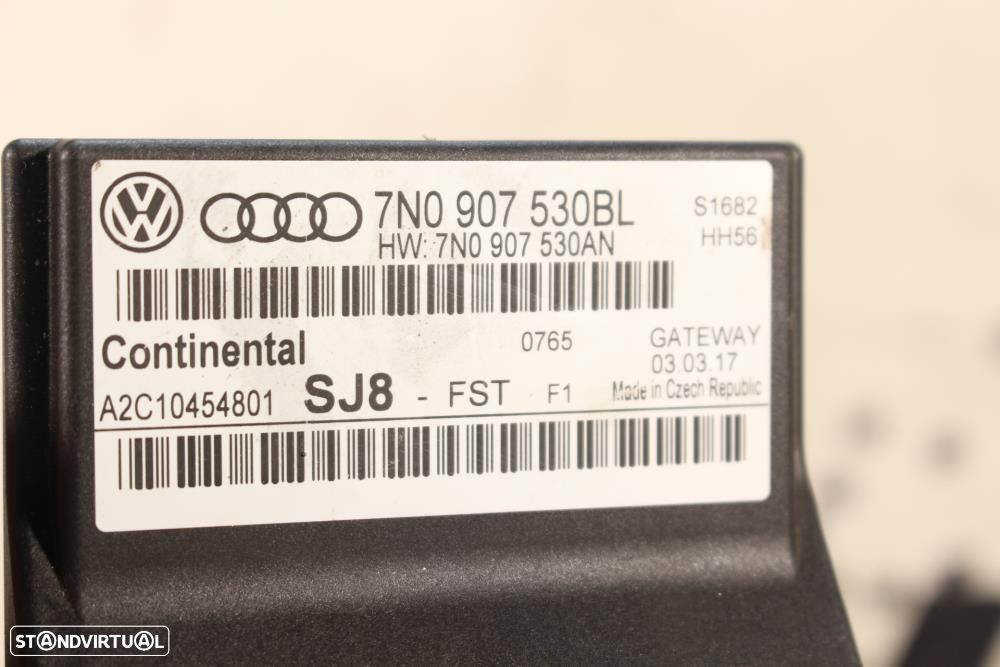 7N0 907 530BL
HW: 7N0 907 530AN
S1682
HH56
Continental
0765
GATEWAY
03.03.17
A2C10454801 SJ8 - FST F1 Made in Czech Republic
STANDVIRTUAL